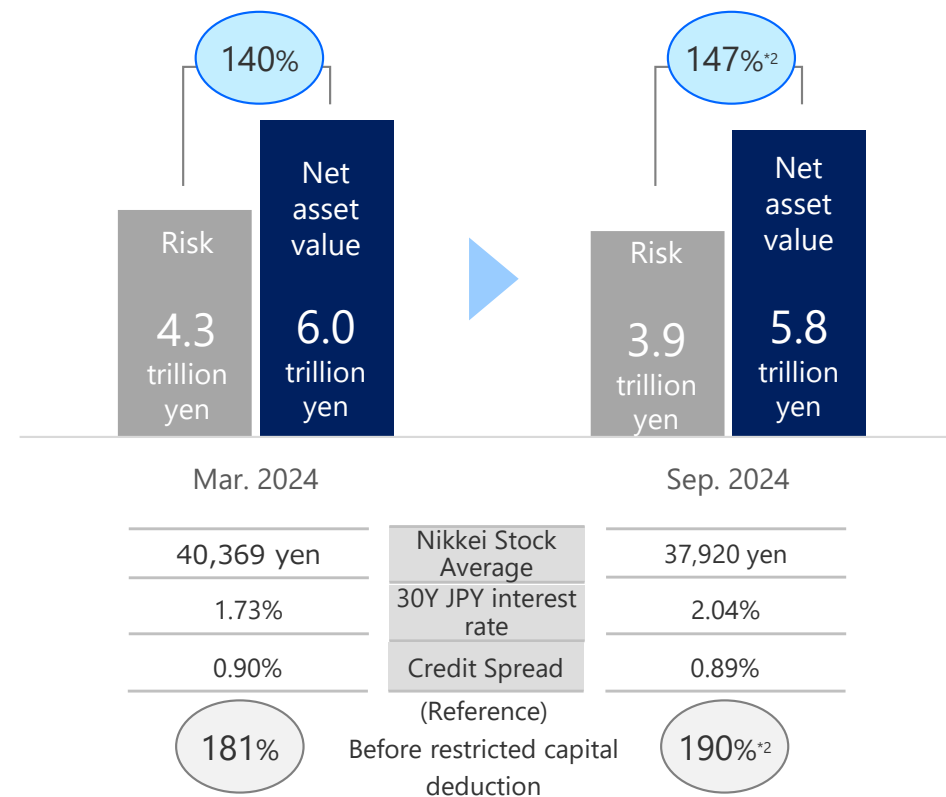 140%
147%*2
Risk
4.3
trillion
yen
Net
asset
value
6.0
trillion
yen
Risk
3.9
trillion
yen
Net
asset
value
5.8
trillion
yen
Mar. 2024
Sep. 2024
40,369 yen
Nikkei Stock
Average
37,920 yen
1.73%
30Y JPY interest
rate
2.04%
0.90%
Credit Spread
0.89%
181%
(Reference)
Before restricted capital
deduction
190%*2